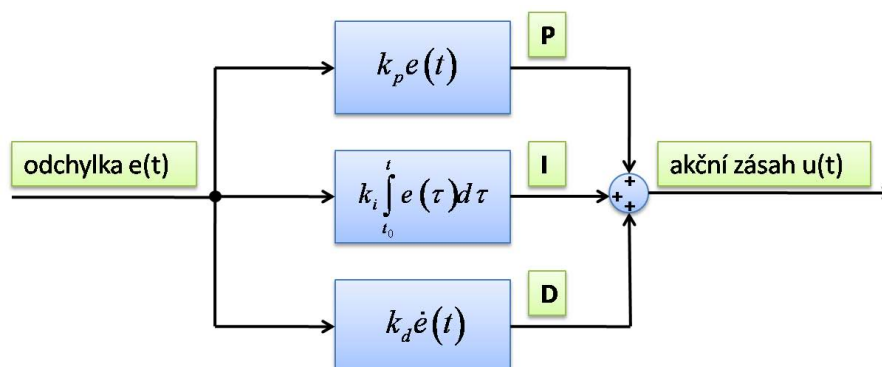 P
k_p e(t)
odchylka e(t)
I
akční zásah u(t)
k_i ∫_{t_0}^{t} e(τ)dτ
+
+
+
D
k_d ė(t)